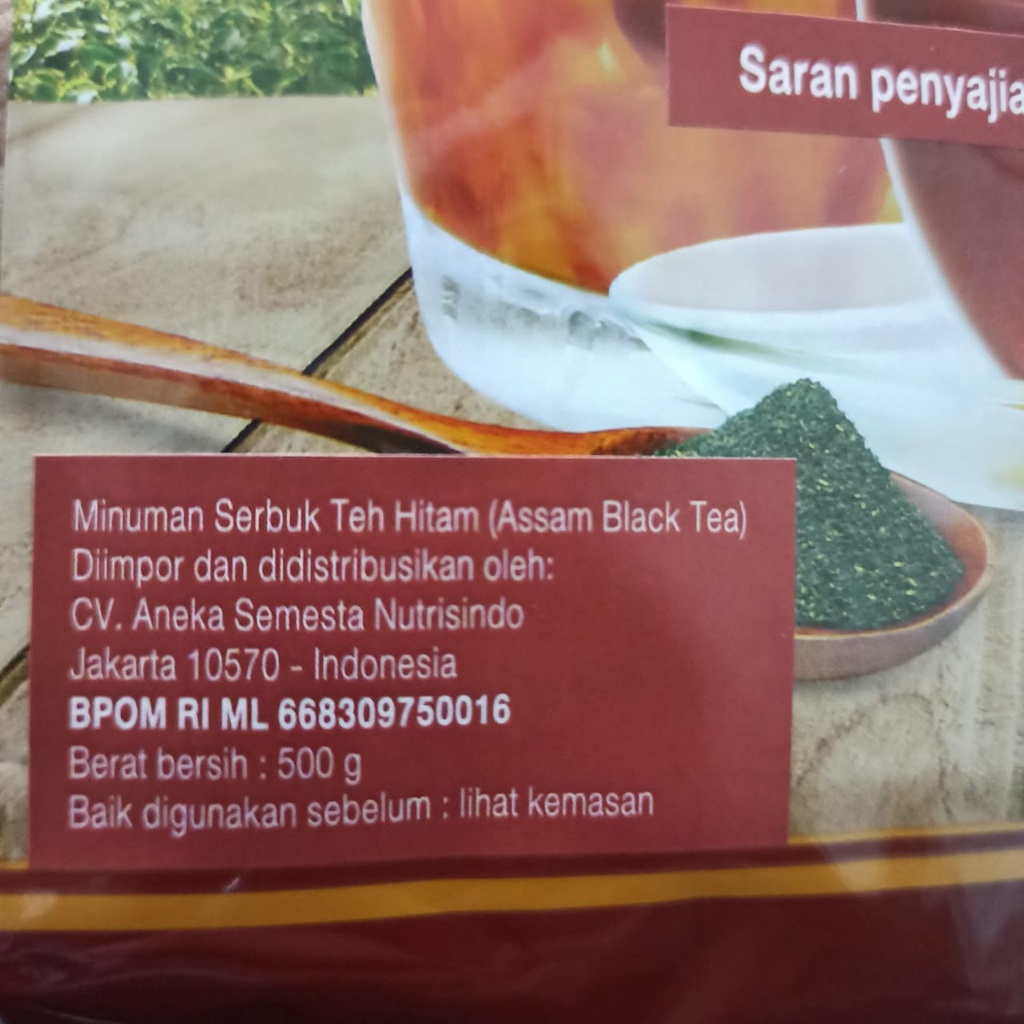 Saran penyajia
Minuman Serbuk Teh Hitam (Assam Black Tea)
Diimpor dan didistribusikan oleh:
CV. Aneka Semesta Nutrisindo
Jakarta 10570 - Indonesia
BPOM RI ML 668309750016
Berat bersih : 500 g
Baik digunakan sebelum : lihat kemasan